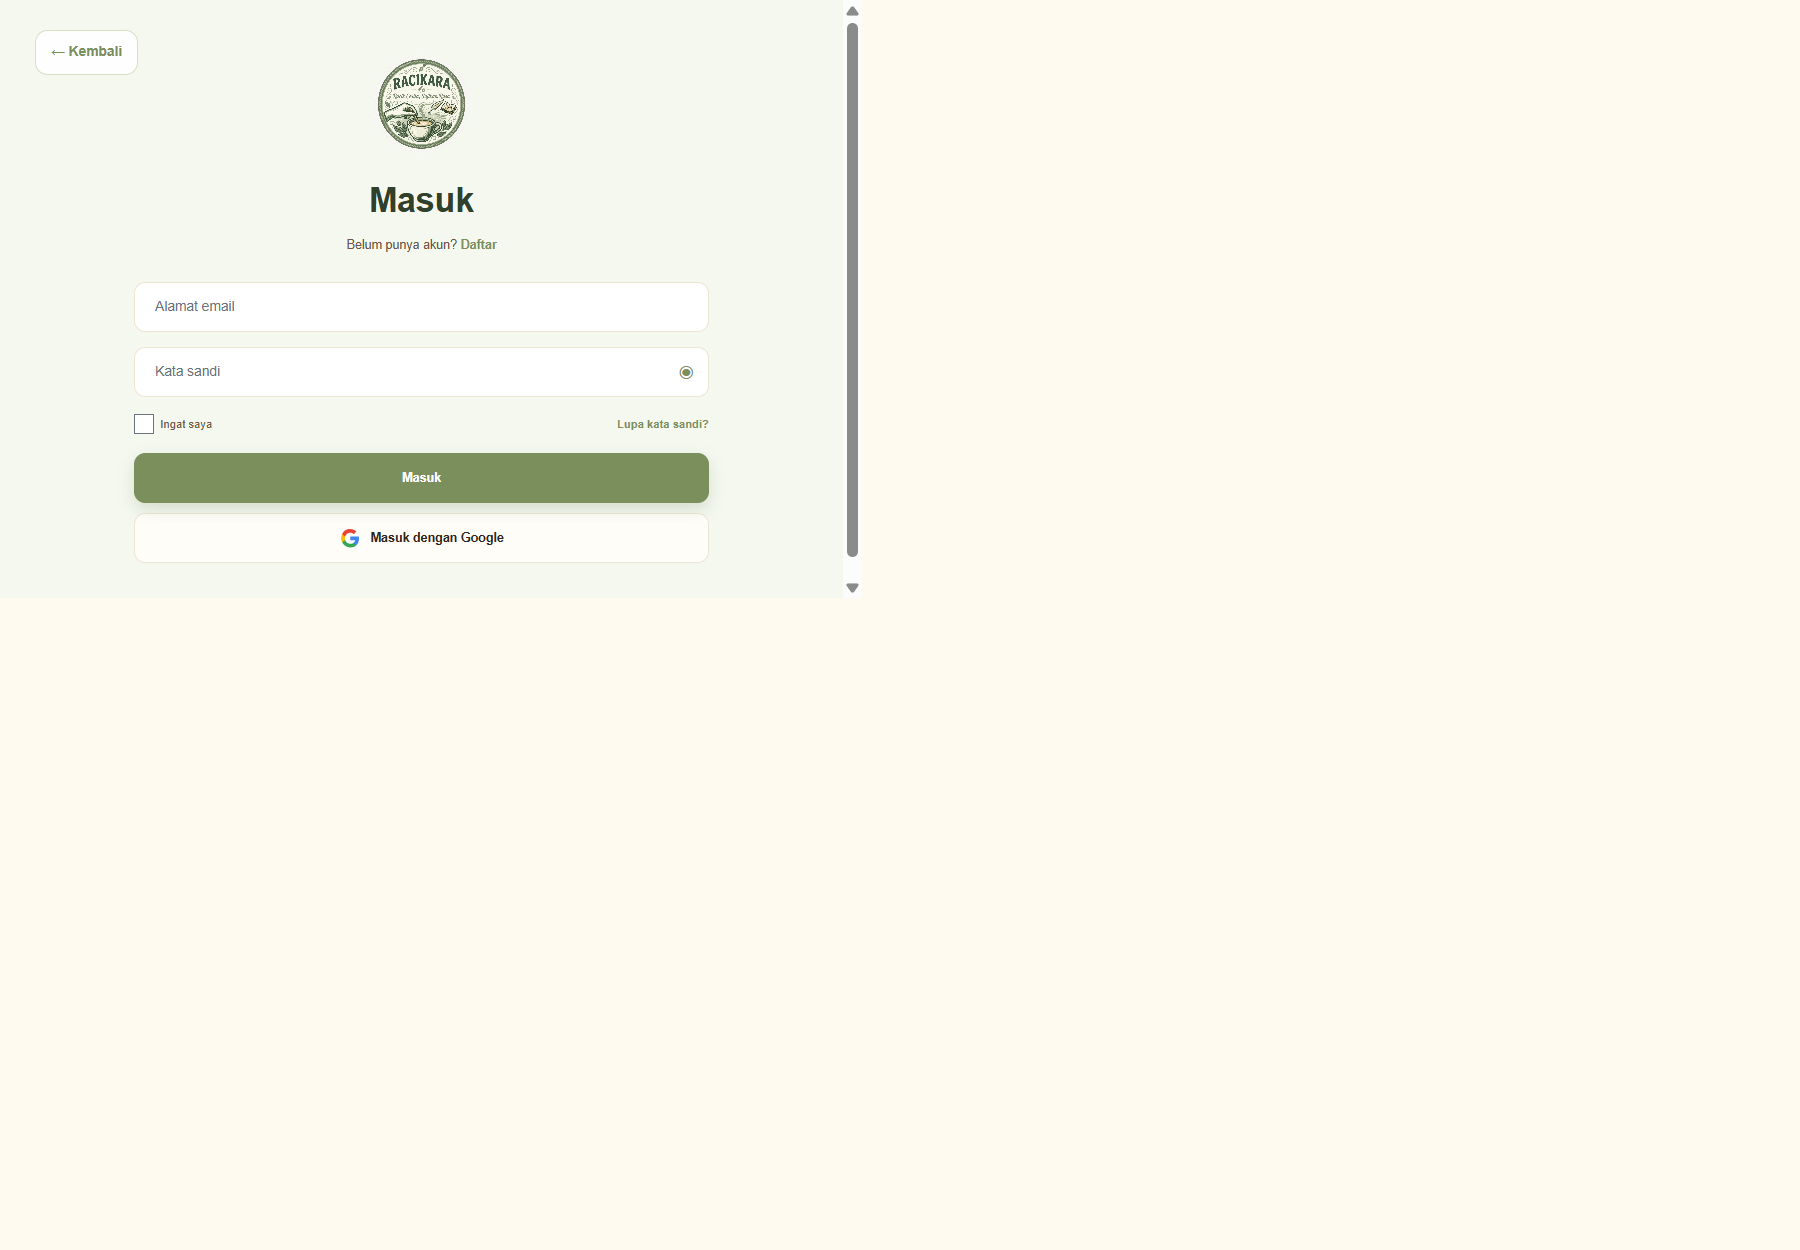 ← Kembali
RACIKARA
Masuk
Belum punya akun? Daftar
Alamat email
Kata sandi
Ingat saya
Lupa kata sandi?
Masuk
Masuk dengan Google